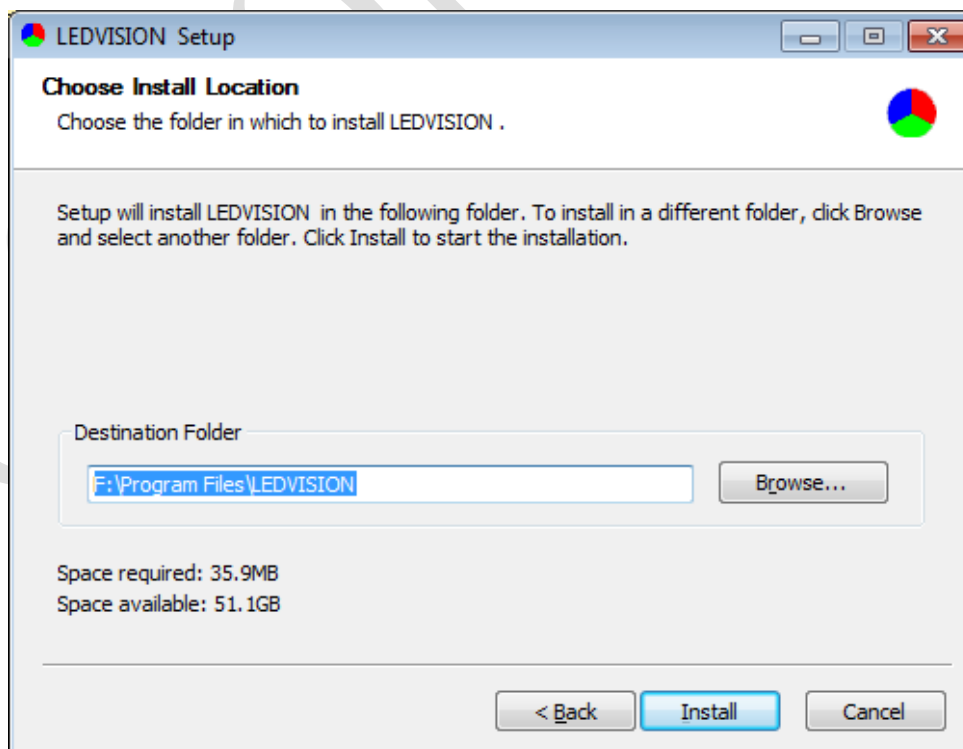 LEDVISION Setup
Choose Install Location
Choose the folder in which to install LEDVISION .
Setup will install LEDVISION in the following folder. To install in a different folder, click Browse
and select another folder. Click Install to start the installation.
Destination Folder
F:\Program Files\LEDVISION
Browse...
Space required: 35.9MB
Space available: 51.1GB
< Back
Install
Cancel